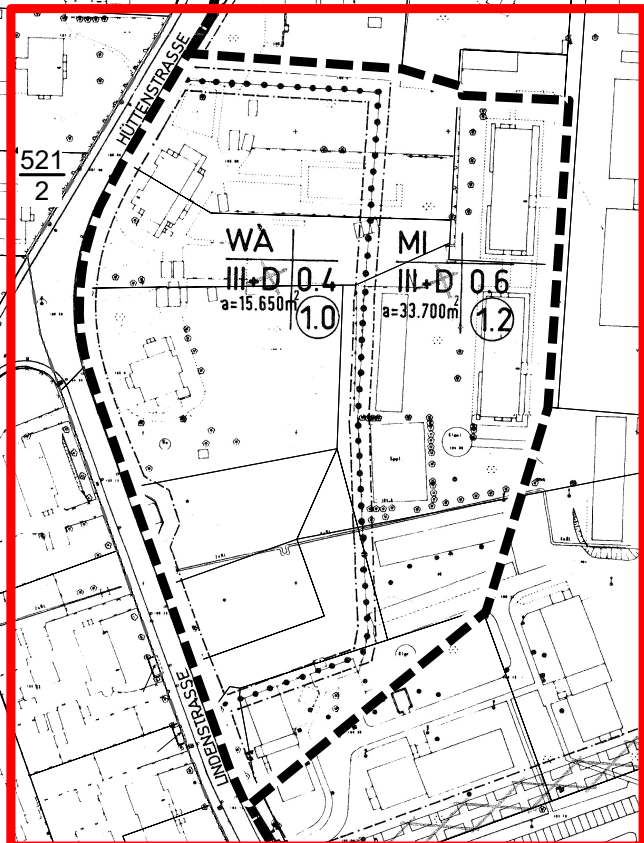 HÜTTENSTRASSE
521
2
WA
III+D 0.4
a=15.650m²
1.0
MI
III+D 0.6
a=33.700m²
1.2
LINDENSTRASSE